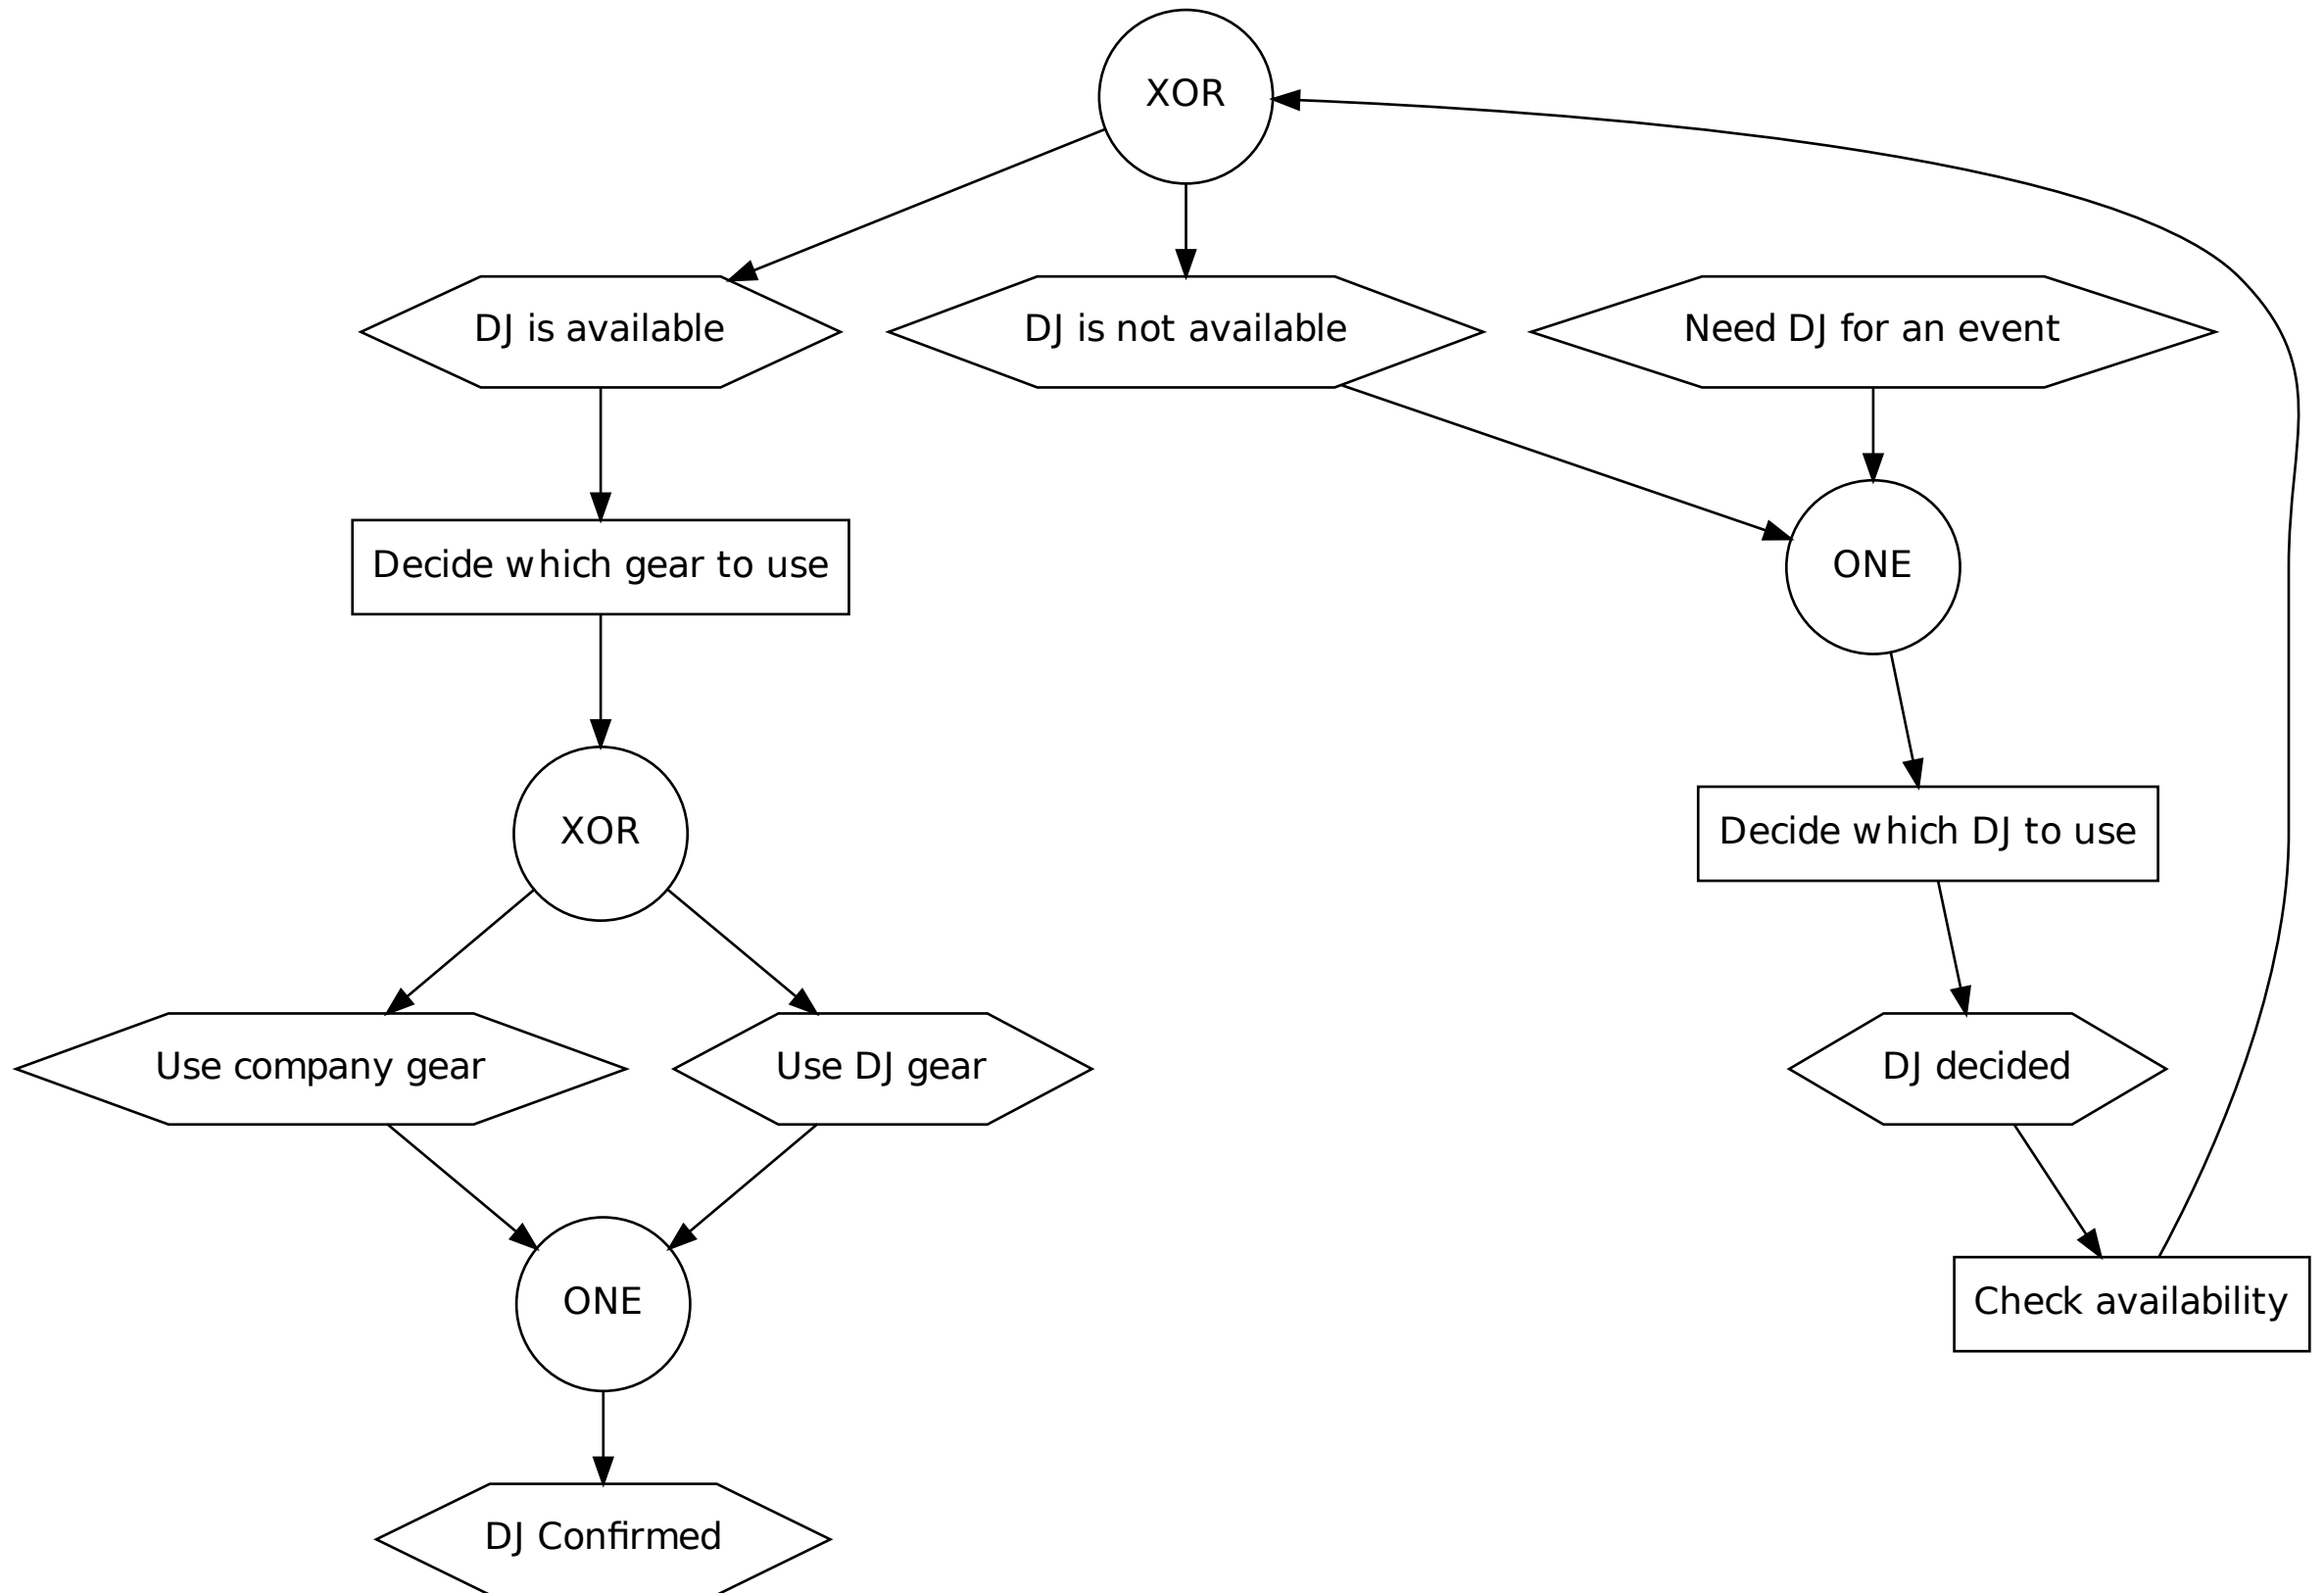 XOR
DJ is available
DJ is not available
Need DJ for an event
Decide which gear to use
ONE
XOR
Decide which DJ to use
Use company gear
Use DJ gear
DJ decided
ONE
Check availability
DJ Confirmed